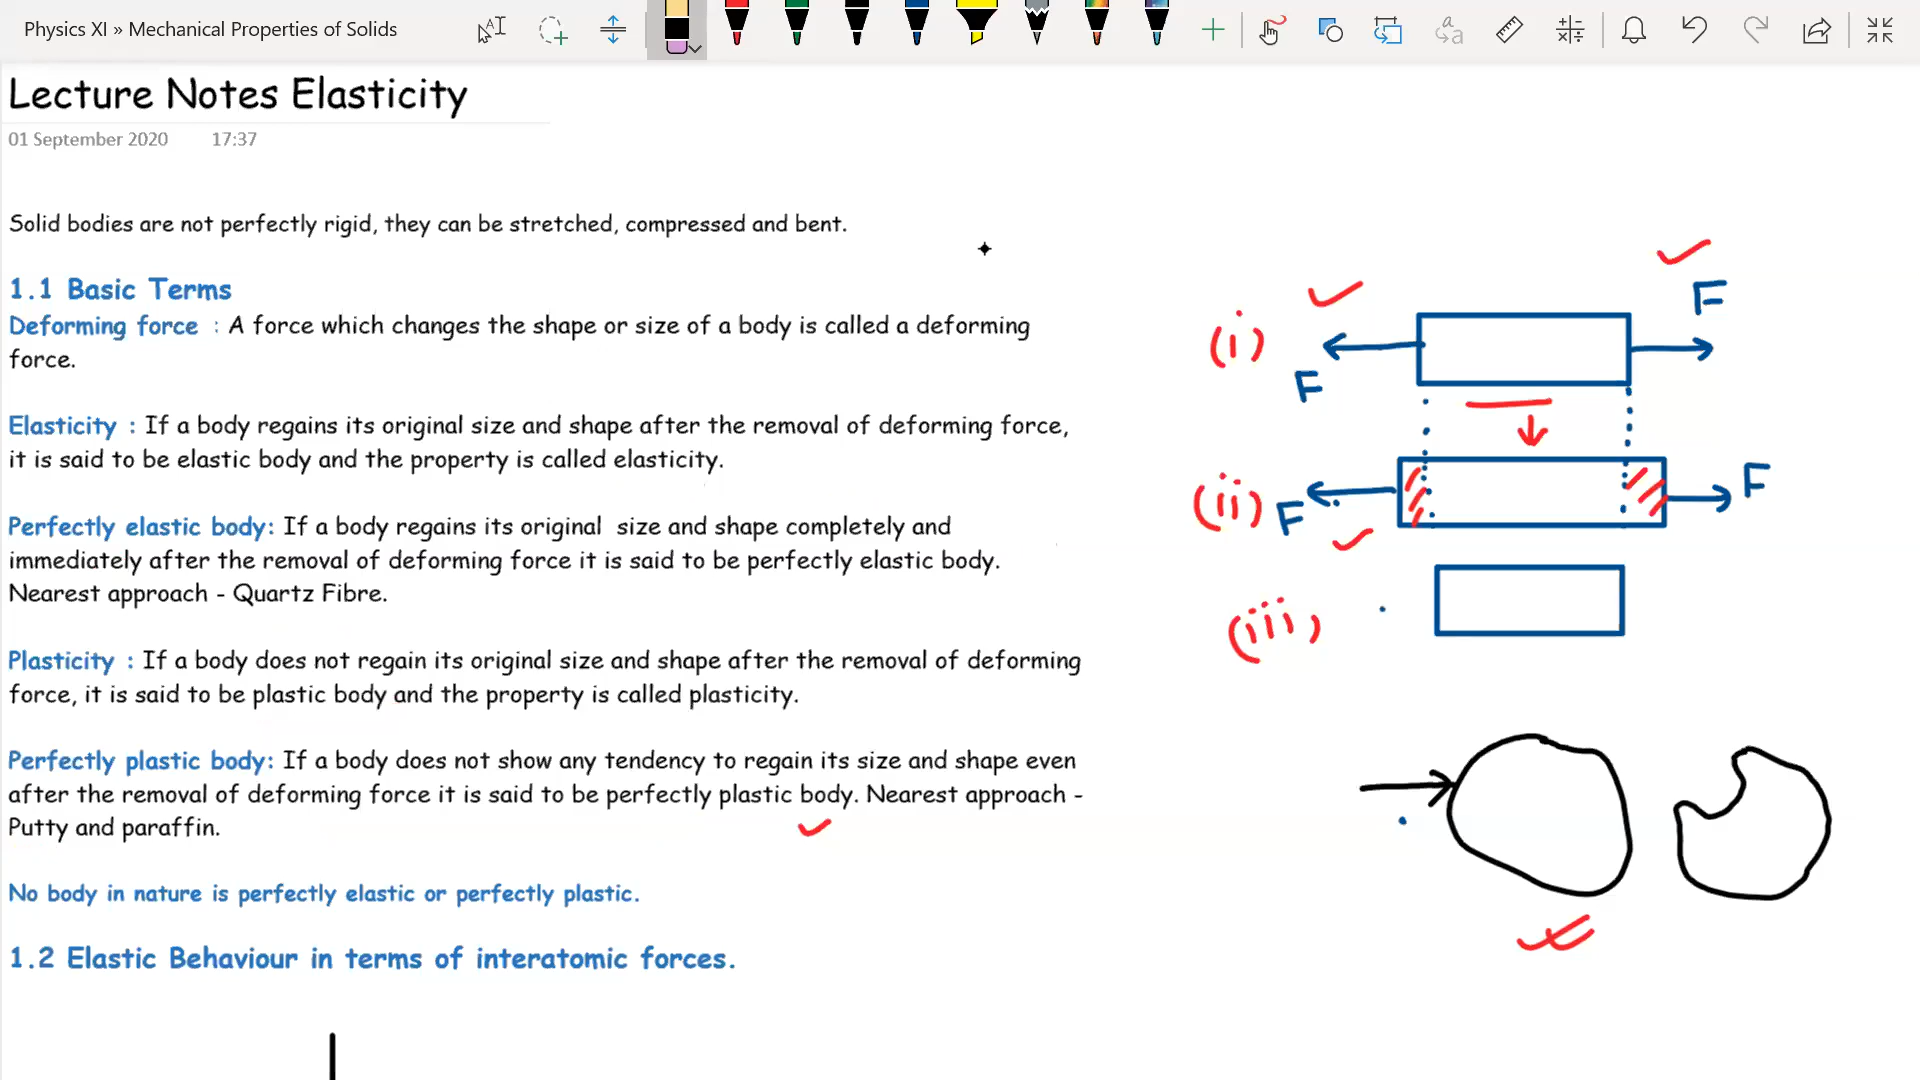 Physics XI » Mechanical Properties of Solids
Lecture Notes Elasticity
01 September 2020 17:37
Solid bodies are not perfectly rigid, they can be stretched, compressed and bent.
1.1 Basic Terms
Deforming force : A force which changes the shape or size of a body is called a deforming
force.
Elasticity : If a body regains its original size and shape after the removal of deforming force,
it is said to be elastic body and the property is called elasticity.
Perfectly elastic body: If a body regains its original size and shape completely and
immediately after the removal of deforming force it is said to be perfectly elastic body.
Nearest approach - Quartz Fibre.
Plasticity : If a body does not regain its original size and shape after the removal of deforming
force, it is said to be plastic body and the property is called plasticity.
Perfectly plastic body: If a body does not show any tendency to regain its size and shape even
after the removal of deforming force it is said to be perfectly plastic body. Nearest approach -
Putty and paraffin.
No body in nature is perfectly elastic or perfectly plastic.
1.2 Elastic Behaviour in terms of interatomic forces.
F
(i)
F
(ii) F F
(iii)